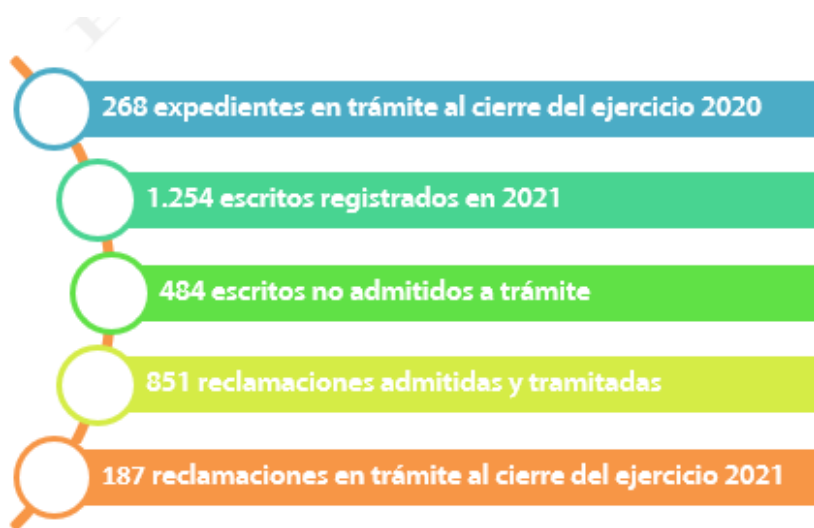 268 expedientes en trámite al cierre del ejercicio 2020
1.254 escritos registrados en 2021
484 escritos no admitidos a trámite
851 reclamaciones admitidas y tramitadas
187 reclamaciones en trámite al cierre del ejercicio 2021